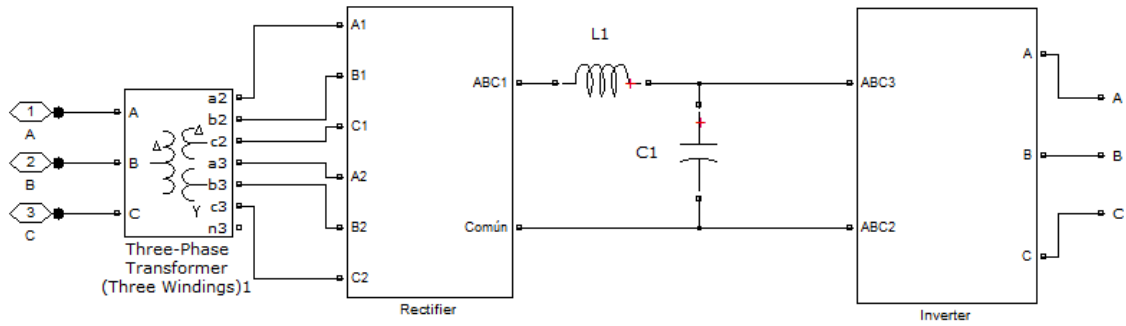 1
A
2
B
3
C
A
B
C
Δ
Δ
Y
a2
b2
c2
a3
b3
c3
n3
Three-Phase
Transformer
(Three Windings)1
A1
B1
C1
A2
B2
C2
ABC1
Común
Rectifier
L1
C1
ABC3
ABC2
A
B
C
Inverter
A
B
C